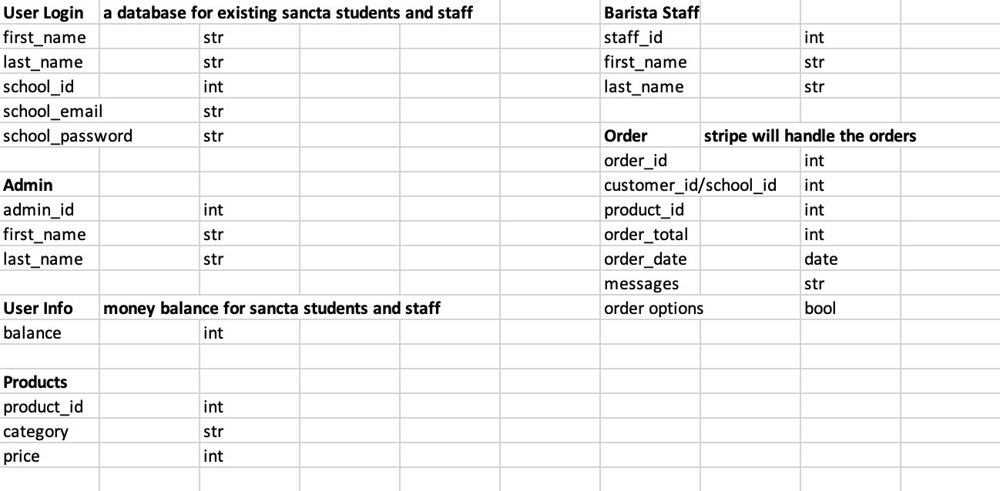 User Login a database for existing sancta students and staff
first_name str
last_name str
school_id int
school_email str
school_password str
Admin
admin_id int
first_name str
last_name str
User Info money balance for sancta students and staff
balance int
Products
product_id int
category str
price int
Barista Staff
staff_id int
first_name str
last_name str
Order stripe will handle the orders
order_id int
customer_id/school_id int
product_id int
order_total int
order_date date
messages str
order options bool